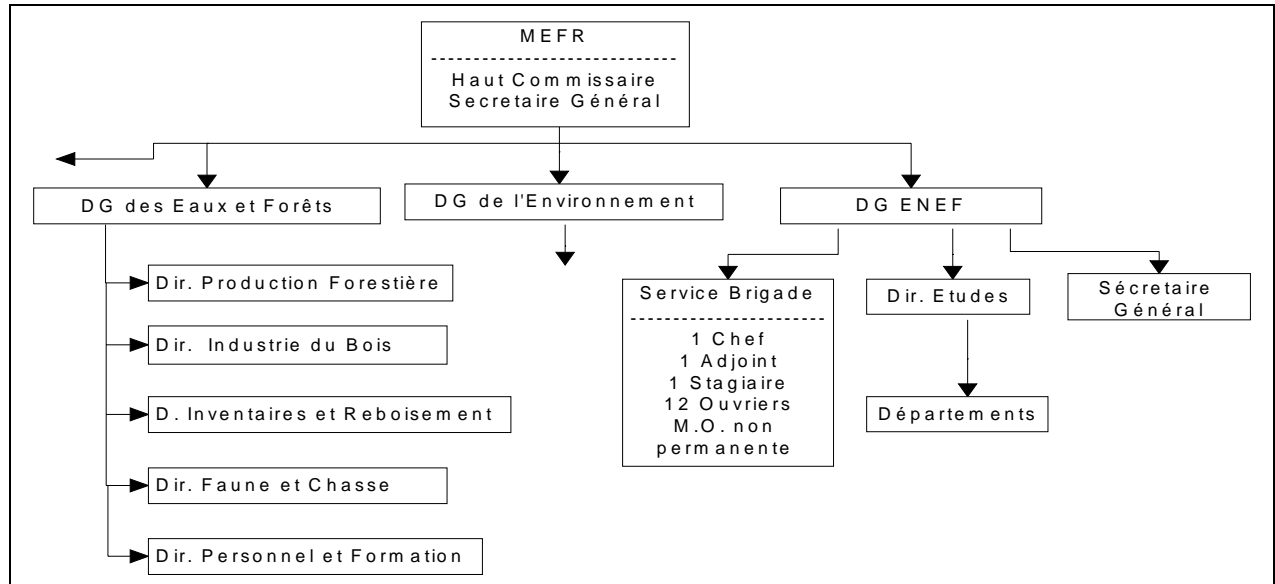 MEFR
-----------------------------
Haut Commissaire
Secretaire Général
DG des Eaux et Forêts
DG de l'Environnement
DG ENEF
Dir. Production Forestière
Dir. Industrie du Bois
D. Inventaires et Reboisement
Dir. Faune et Chasse
Dir. Personnel et Formation
Service Brigade
---------------------
1 Chef
1 Adjoint
1 Stagiaire
12 Ouvriers
M.O. non
permanente
Dir. Etudes
Départements
Sécretaire
Général